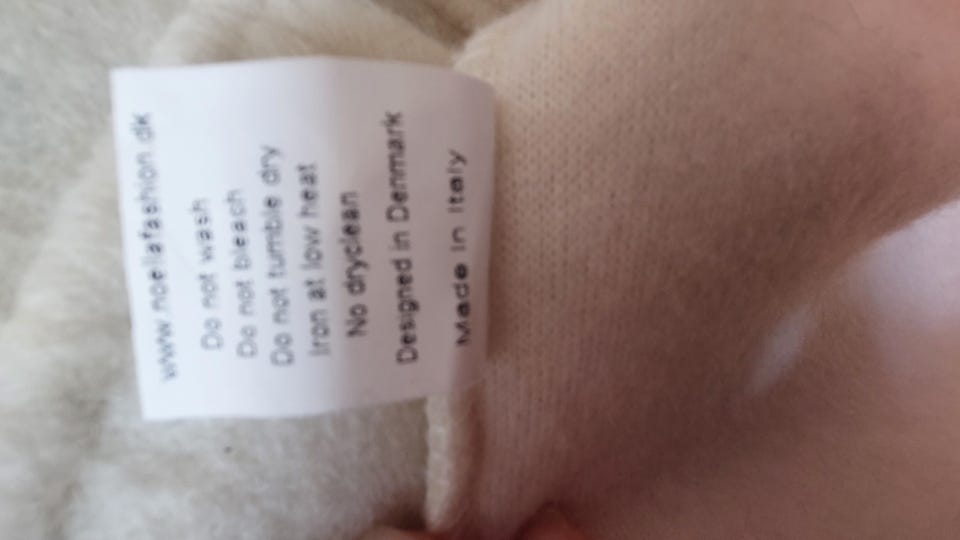 www.noellafashion.dk
Do not wash
Do not bleach
Do not tumble dry
Iron at low heat
No dryclean
Designed in Denmark
Made in Italy